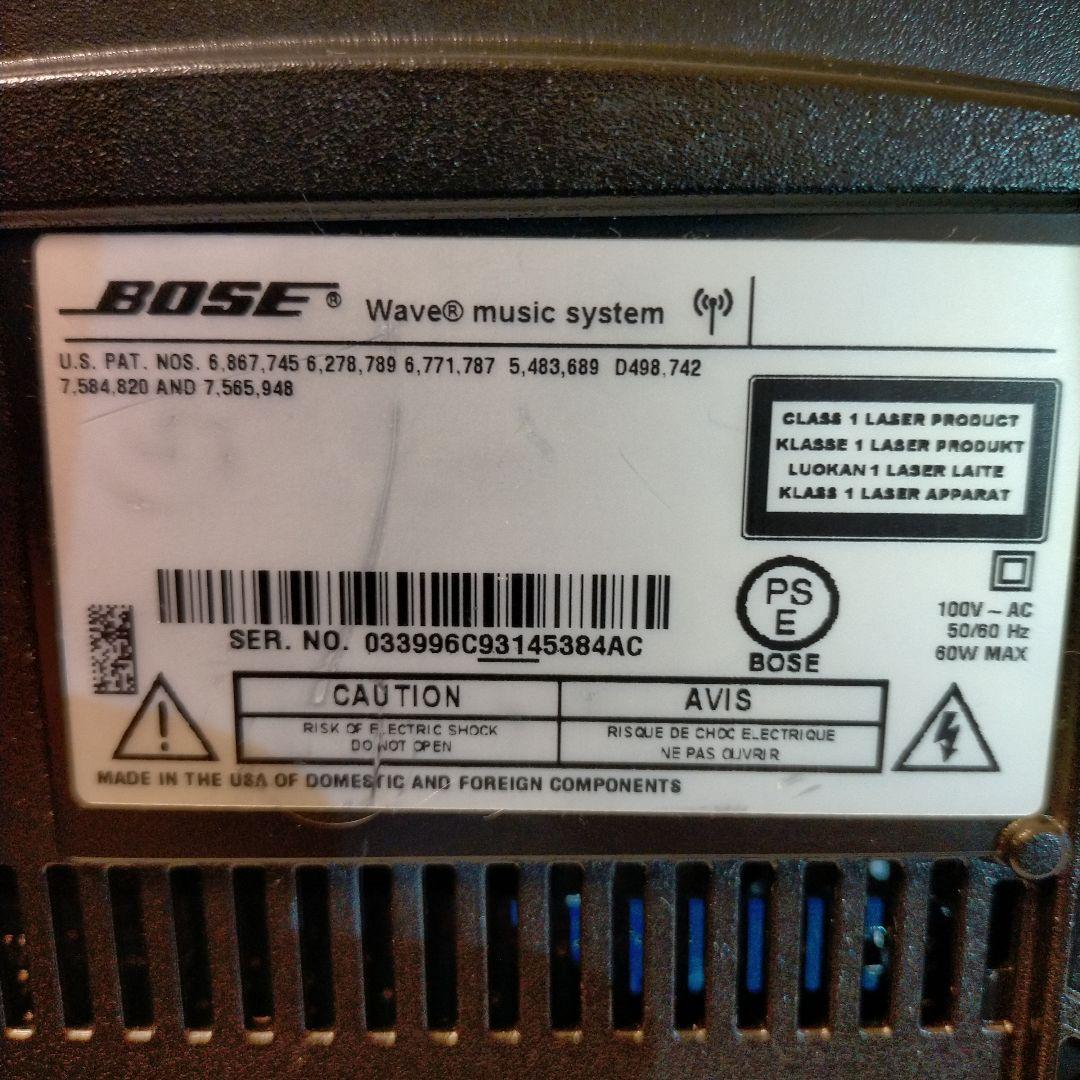 BOSE® Wave® music system
U.S. PAT. NOS. 6,867,745 6,278,789 6,771,787 5,483,689 D498,742
7,584,820 AND 7,565,948
CLASS 1 LASER PRODUCT
KLASSE 1 LASER PRODUKT
LUOKAN 1 LASER LAITE
KLASS 1 LASER APPARAT
SER. NO. 033996C93145384AC
PS
E
BOSE
100V ~ AC
50/60 Hz
60W MAX
CAUTION
RISK OF ELECTRIC SHOCK
DO NOT OPEN
AVIS
RISQUE DE CHOC ELECTRIQUE
NE PAS OUVRIR
MADE IN THE USA OF DOMESTIC AND FOREIGN COMPONENTS